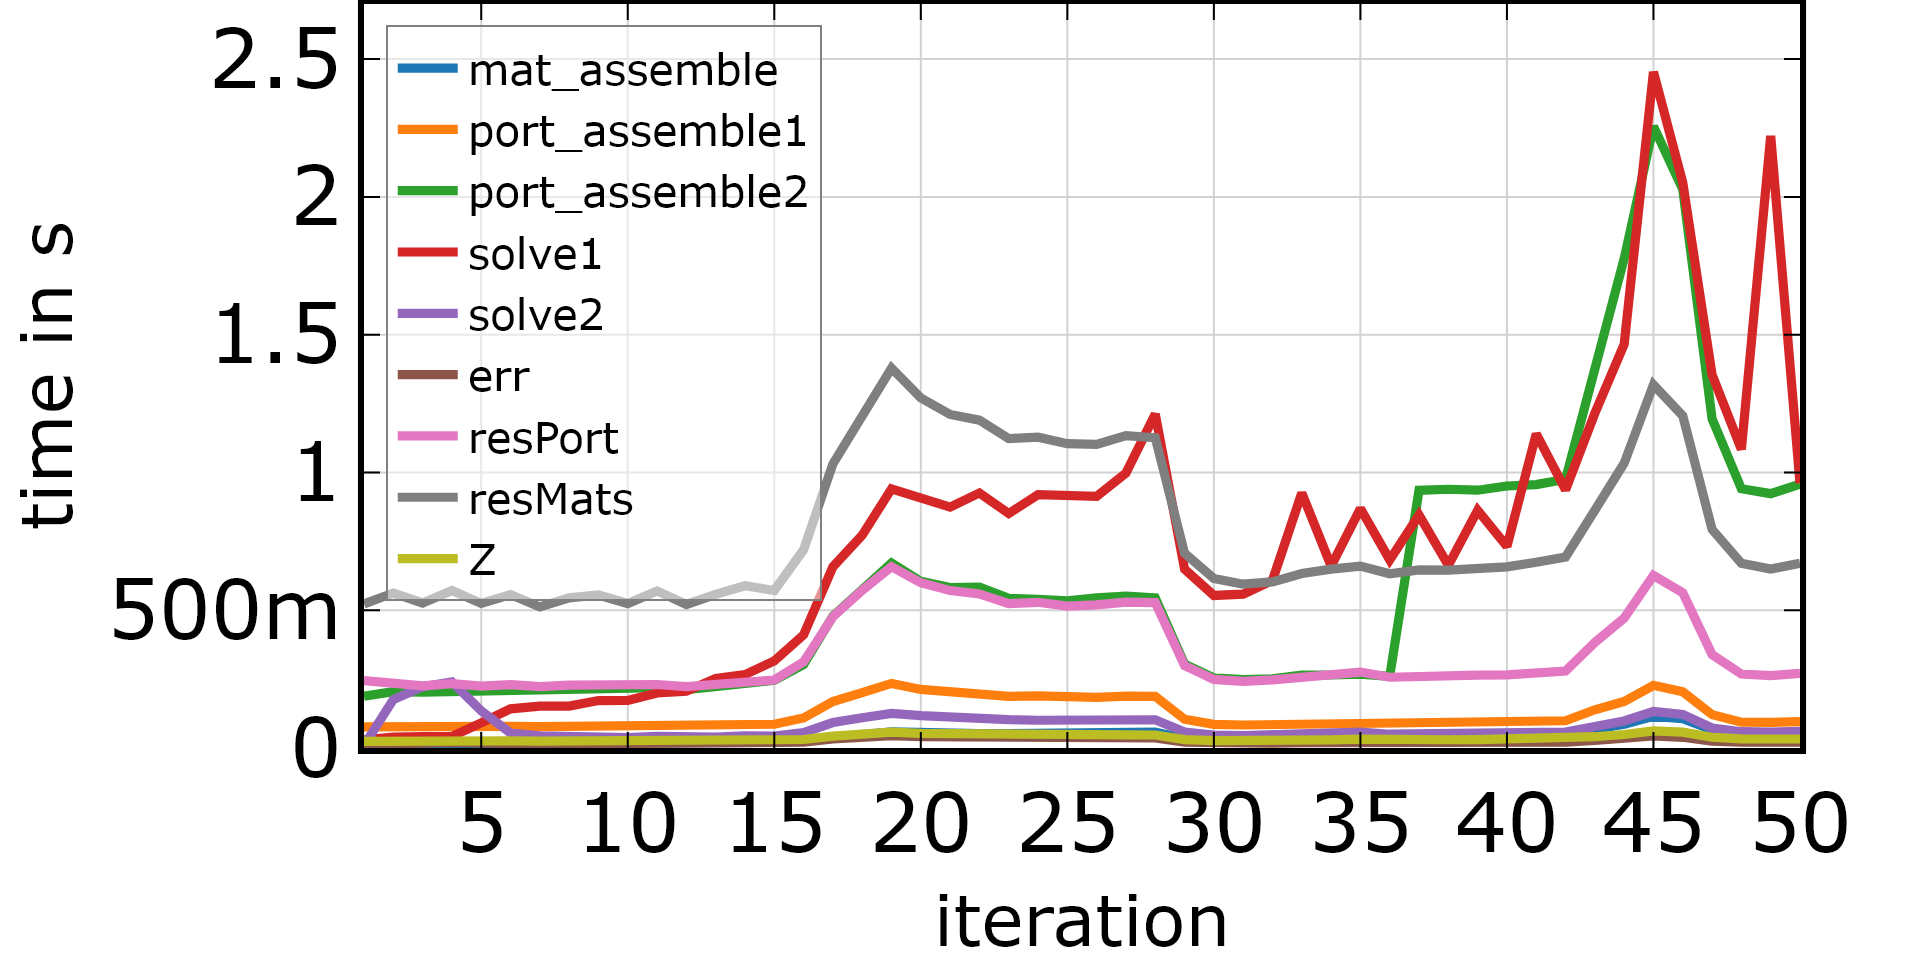 2.5
2
1.5
1
500m
0
time in s
mat_assemble
port_assemble1
port_assemble2
solve1
solve2
err
resPort
resMats
Z
5 10 15 20 25 30 35 40 45 50
iteration